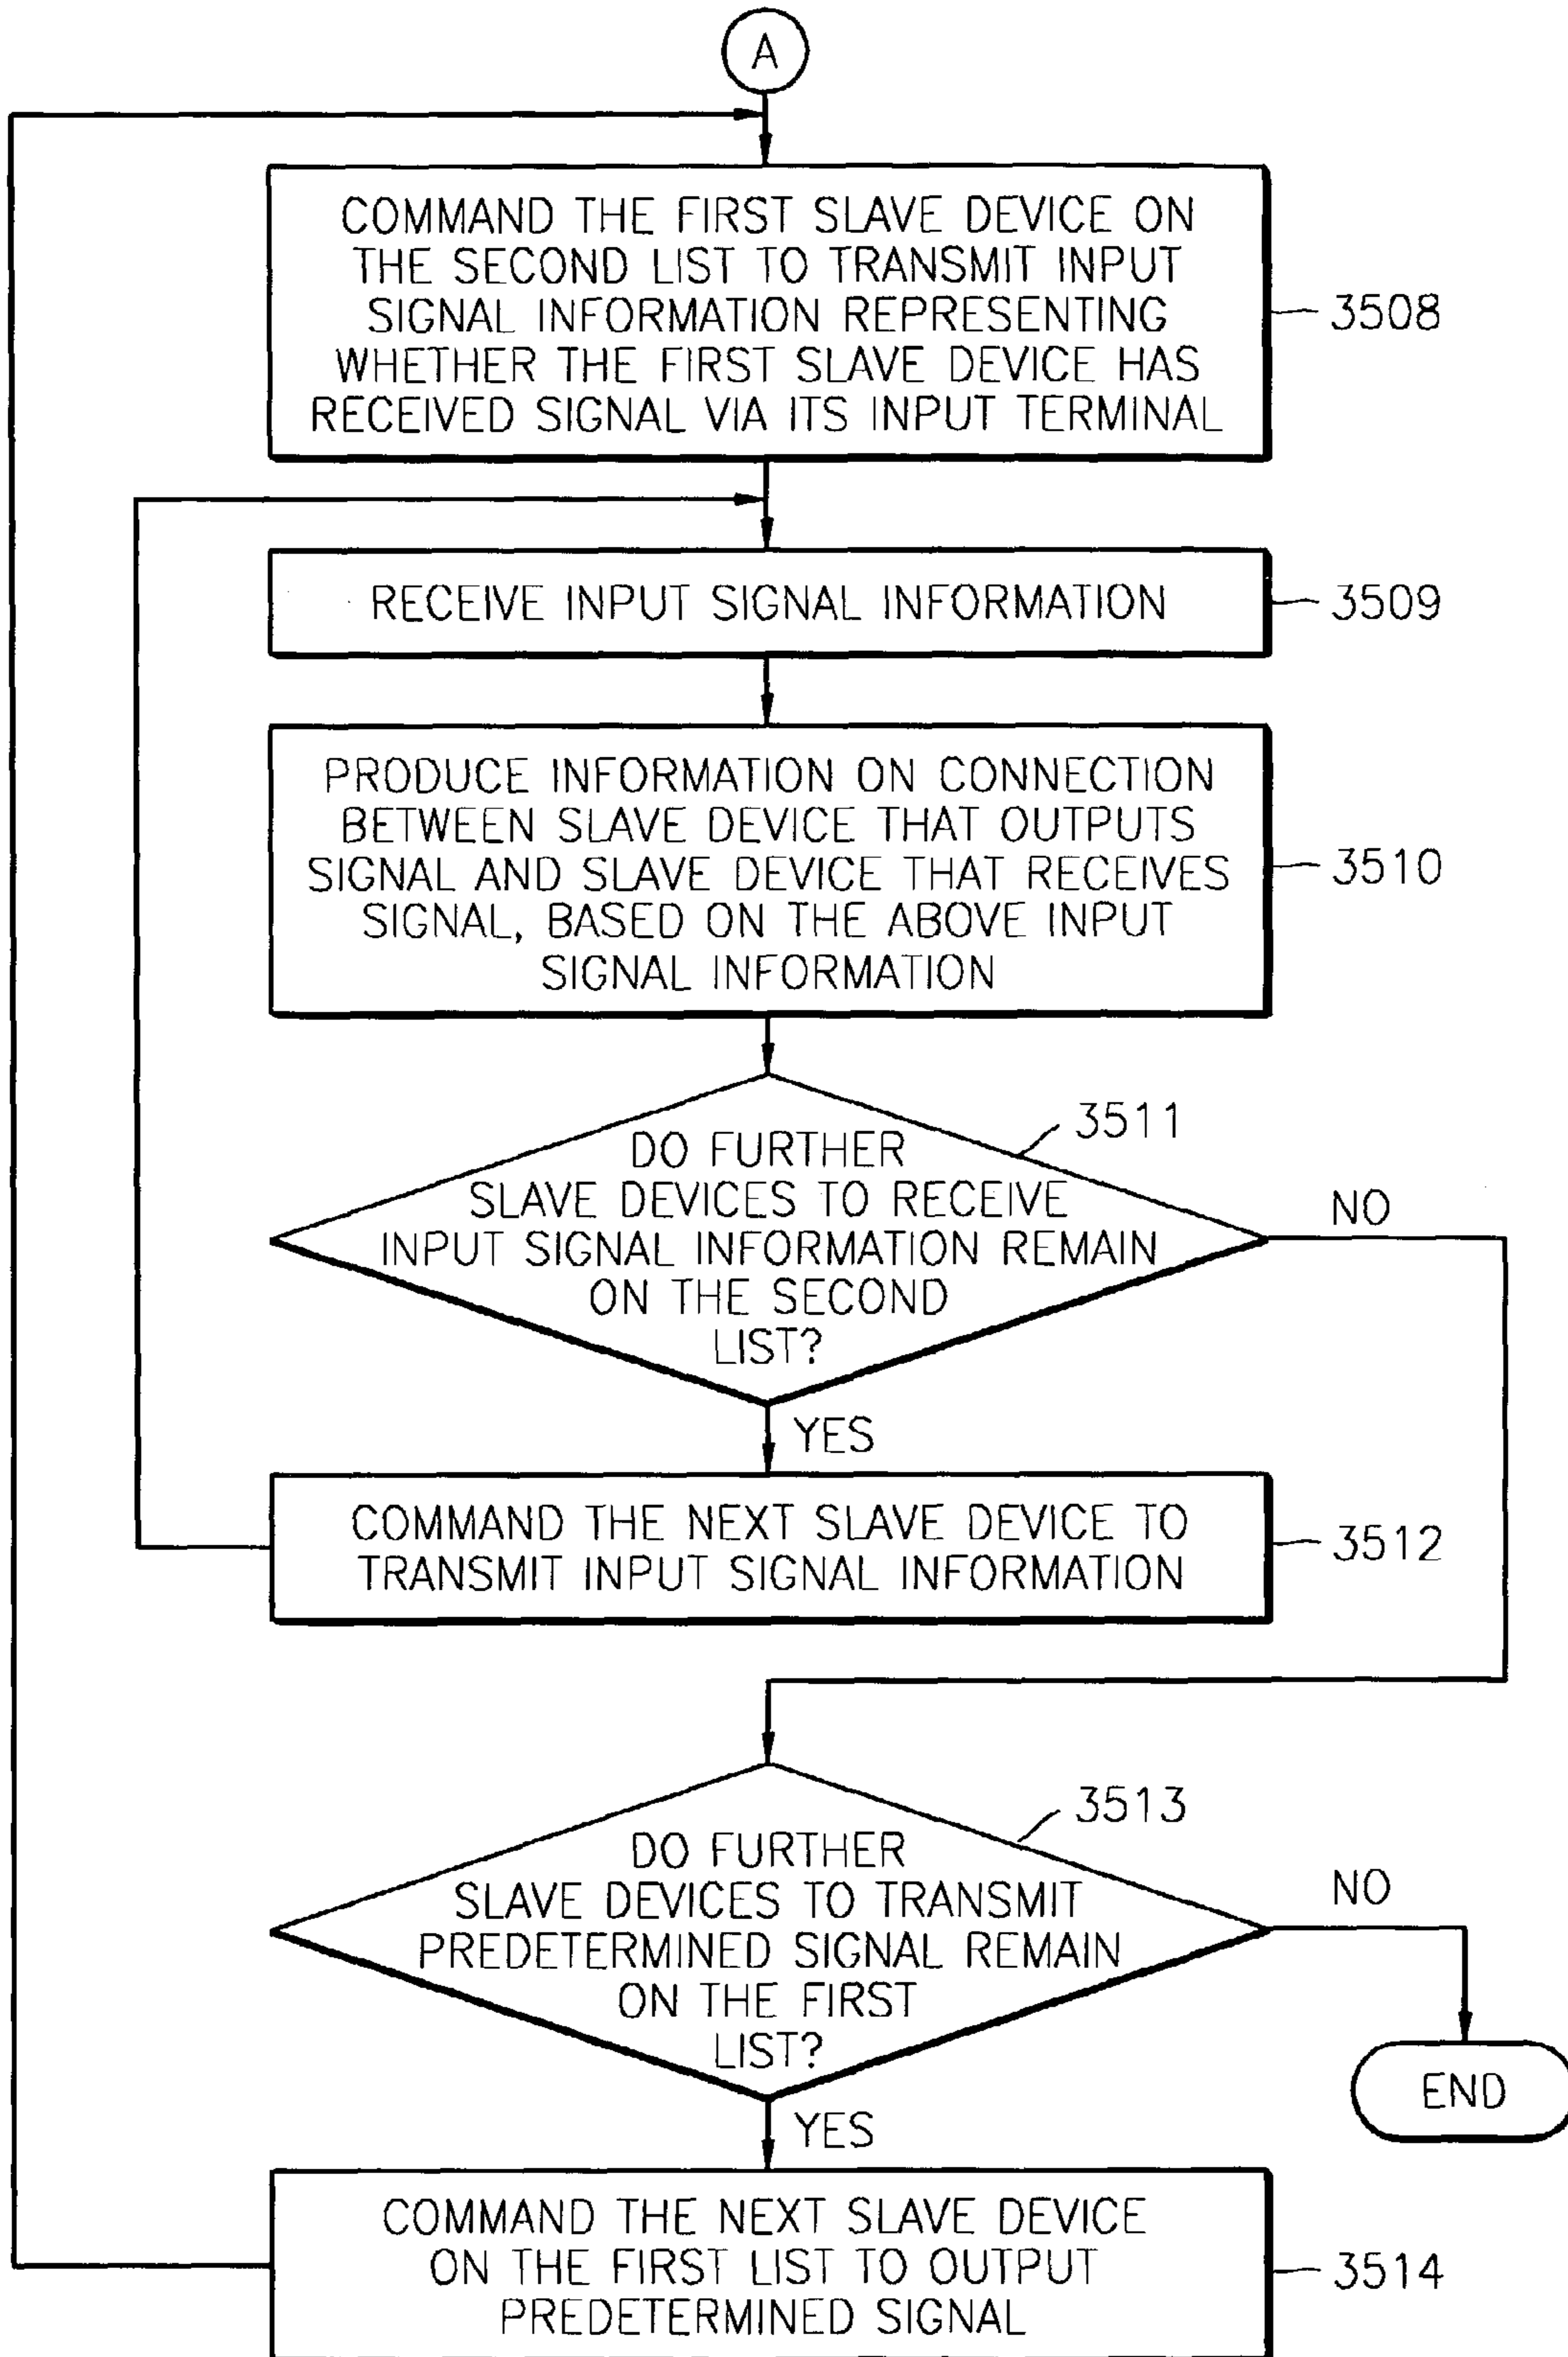 A
COMMAND THE FIRST SLAVE DEVICE ON
THE SECOND LIST TO TRANSMIT INPUT
SIGNAL INFORMATION REPRESENTING
WHETHER THE FIRST SLAVE DEVICE HAS
RECEIVED SIGNAL VIA ITS INPUT TERMINAL
3508
RECEIVE INPUT SIGNAL INFORMATION
3509
PRODUCE INFORMATION ON CONNECTION
BETWEEN SLAVE DEVICE THAT OUTPUTS
SIGNAL AND SLAVE DEVICE THAT RECEIVES
SIGNAL, BASED ON THE ABOVE INPUT
SIGNAL INFORMATION
3510
3511
DO FURTHER
SLAVE DEVICES TO RECEIVE
INPUT SIGNAL INFORMATION REMAIN
ON THE SECOND
LIST?
NO
YES
COMMAND THE NEXT SLAVE DEVICE TO
TRANSMIT INPUT SIGNAL INFORMATION
3512
3513
DO FURTHER
SLAVE DEVICES TO TRANSMIT
PREDETERMINED SIGNAL REMAIN
ON THE FIRST
LIST?
NO
END
YES
COMMAND THE NEXT SLAVE DEVICE
ON THE FIRST LIST TO OUTPUT
PREDETERMINED SIGNAL
3514